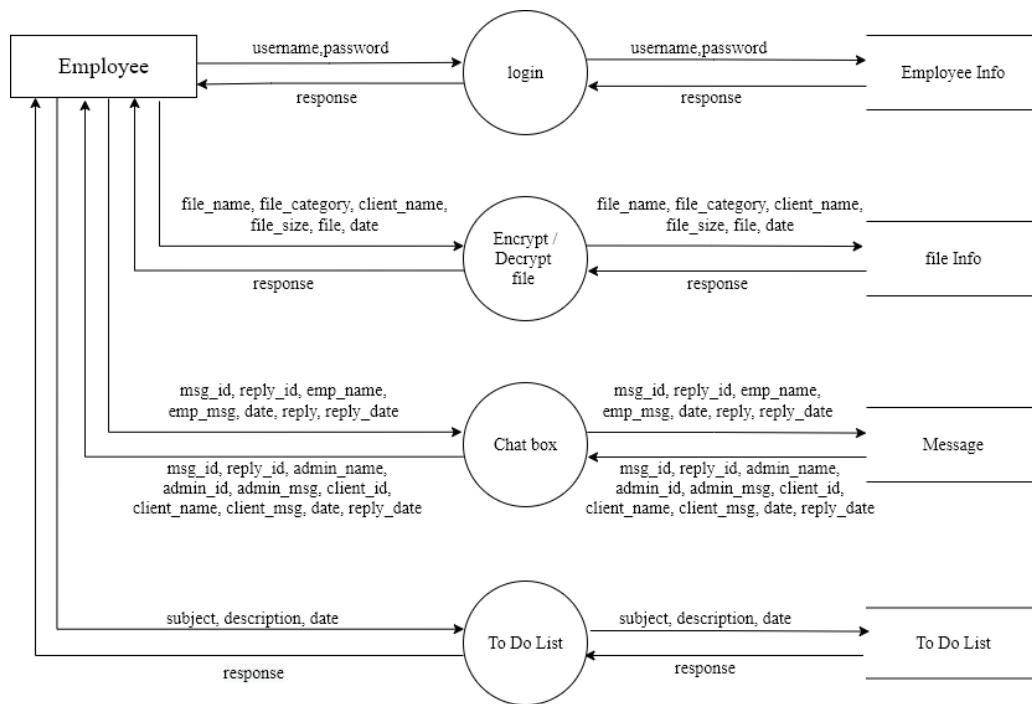 username,password
username,password
Employee
login
Employee Info
response
response
file_name, file_category, client_name,
file_size, file, date
file_name, file_category, client_name,
file_size, file, date
Encrypt /
Decrypt
file
file Info
response
response
msg_id, reply_id, emp_name,
emp_msg, date, reply, reply_date
msg_id, reply_id, emp_name,
emp_msg, date, reply, reply_date
Chat box
Message
msg_id, reply_id, admin_name,
admin_id, admin_msg, client_id,
client_name, client_msg, date, reply_date
msg_id, reply_id, admin_name,
admin_id, admin_msg, client_id,
client_name, client_msg, date, reply_date
subject, description, date
subject, description, date
To Do List
To Do List
response
response